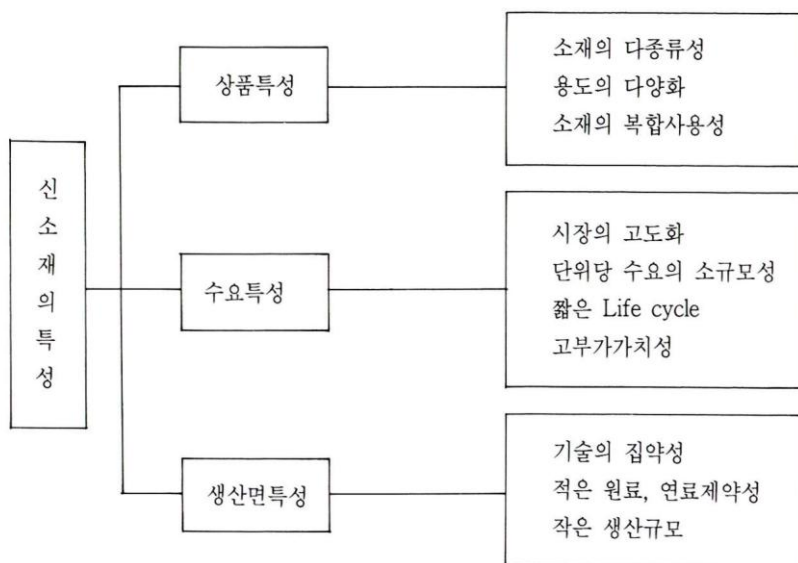 신소재의특성
상품특성
소재의 다종류성
용도의 다양화
소재의 복합사용성
수요특성
시장의 고도화
단위당 수요의 소규모성
짧은 Life cycle
고부가가치성
생산면특성
기술의 집약성
적은 원료, 연료제약성
작은 생산규모